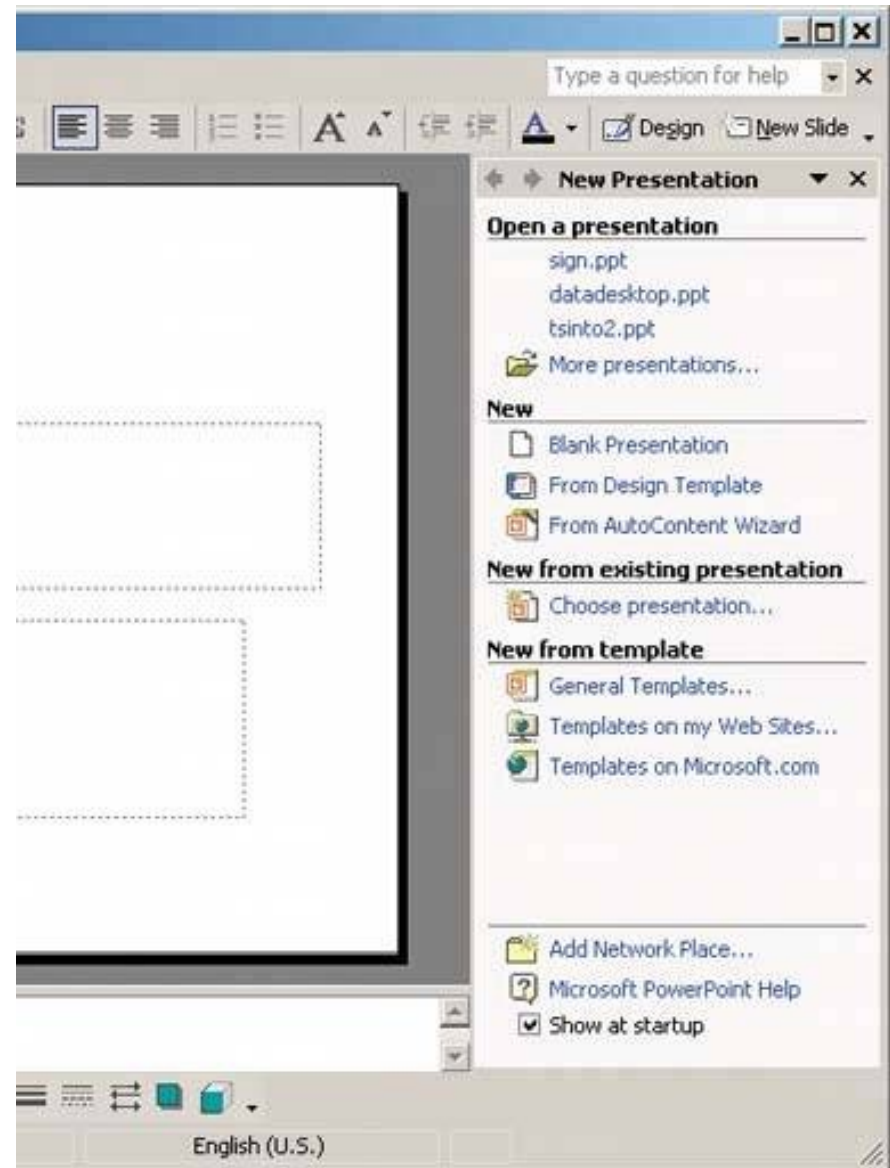 Type a question for help
Design New Slide
New Presentation
Open a presentation
sign.ppt
datadesktop.ppt
tsinto2.ppt
More presentations...
New
Blank Presentation
From Design Template
From AutoContent Wizard
New from existing presentation
Choose presentation...
New from template
General Templates...
Templates on my Web Sites...
Templates on Microsoft.com
Add Network Place...
Microsoft PowerPoint Help
Show at startup
English (U.S.)